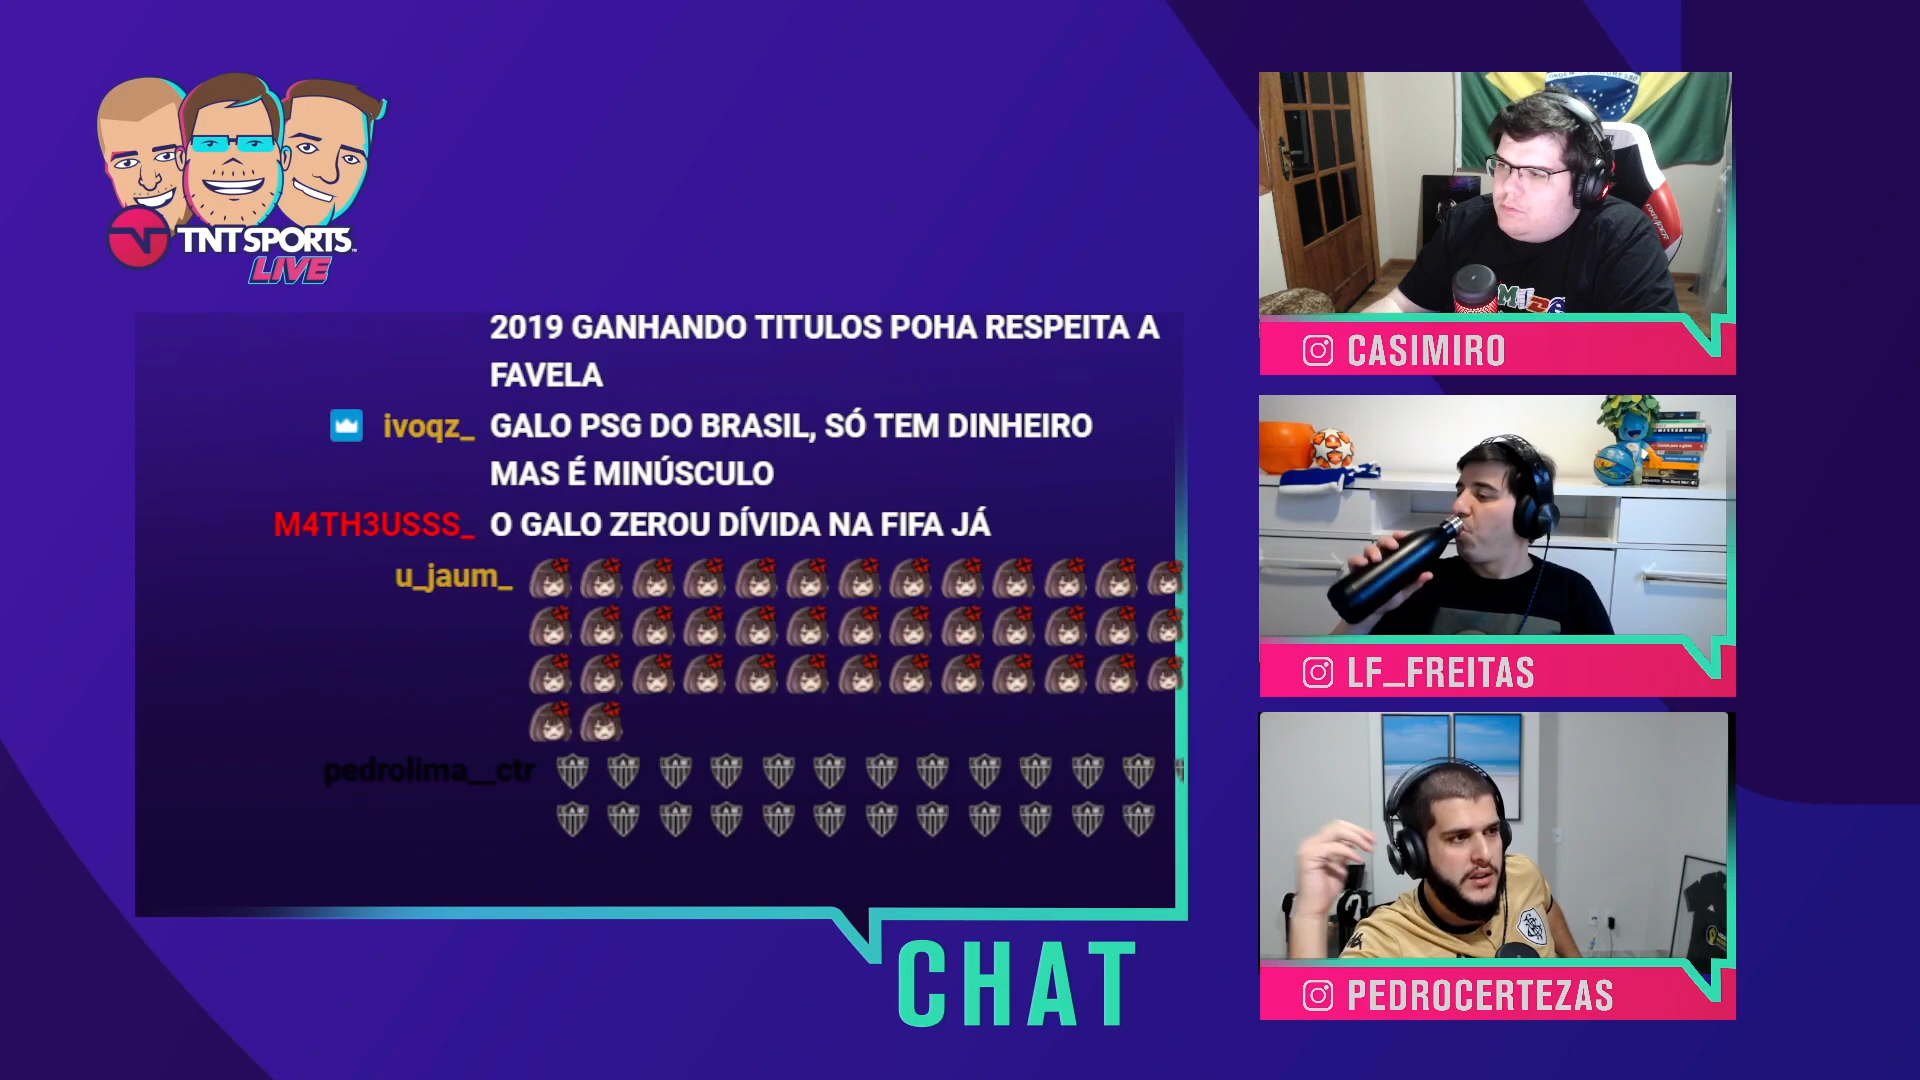 TNT SPORTS
LIVE
2019 GANHANDO TITULOS POHA RESPEITA A
FAVELA
ivoqz_ GALO PSG DO BRASIL, SÓ TEM DINHEIRO
MAS É MINÚSCULO
M4TH3USSS_ O GALO ZEROU DÍVIDA NA FIFA JÁ
u_jaum_
pedrolima__ctr
CHAT
CASIMIRO
LF_FREITAS
PEDROCERTEZAS